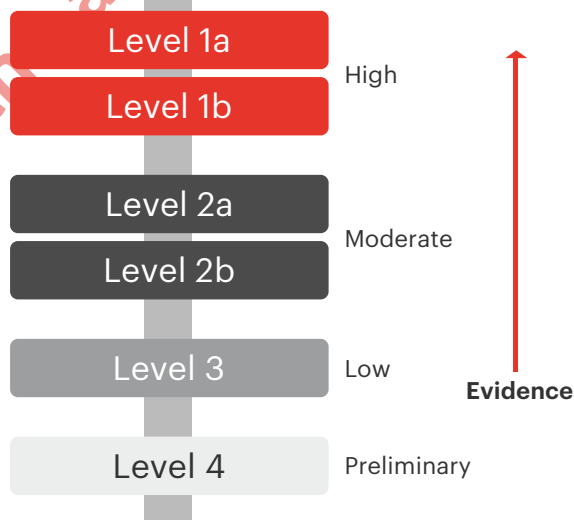 Level 1a
High
Level 1b
Level 2a
Moderate
Level 2b
Level 3
Low
Evidence
Level 4
Preliminary